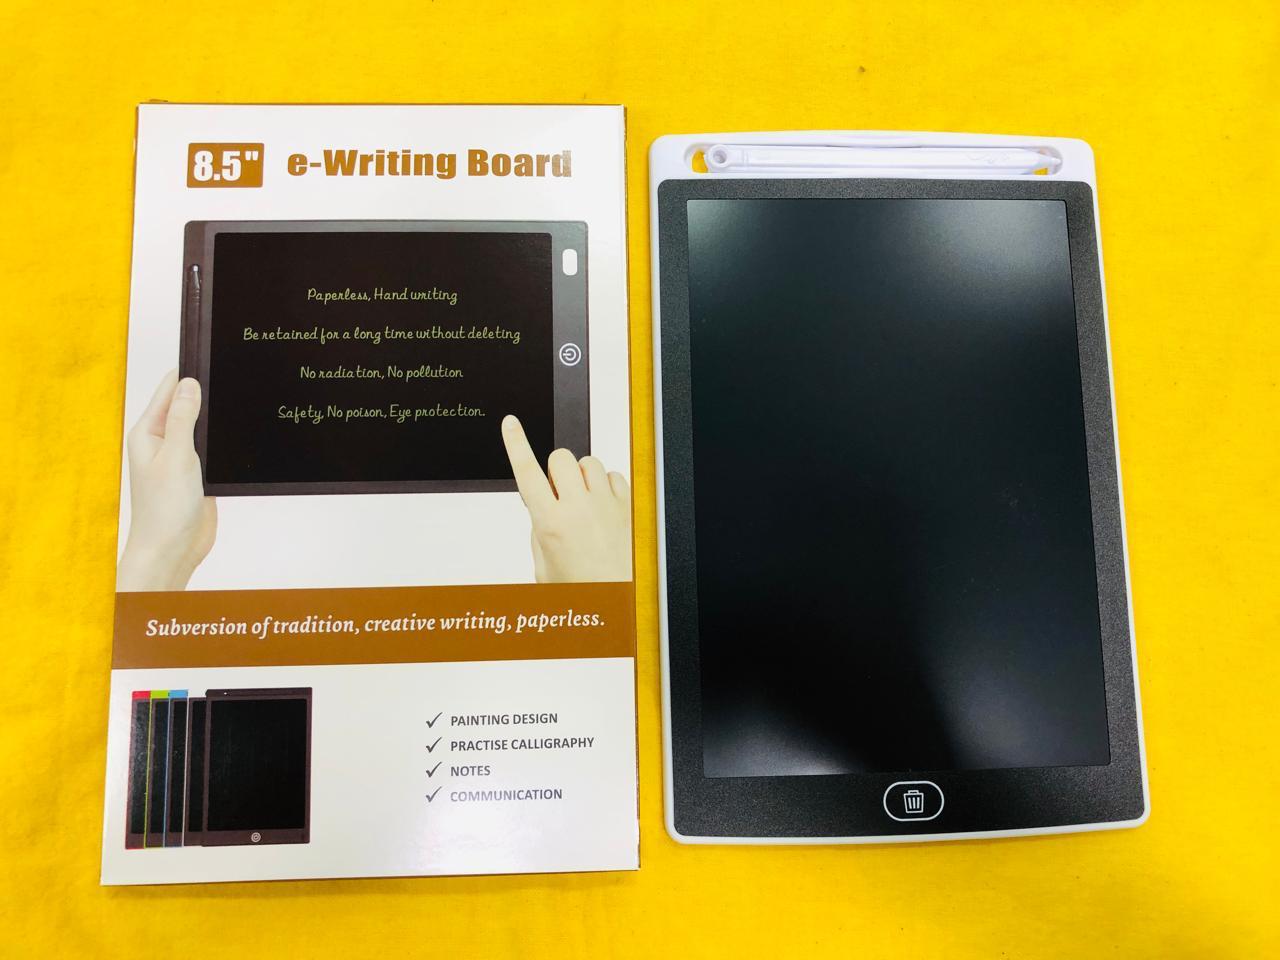 8.5" e-Writing Board
Paperless, Hand writing
Be retained for a long time without deleting
No radiation, No pollution
Safety, No poison, Eye protection.
Subversion of tradition, creative writing, paperless.
✓ PAINTING DESIGN
✓ PRACTISE CALLIGRAPHY
✓ NOTES
✓ COMMUNICATION